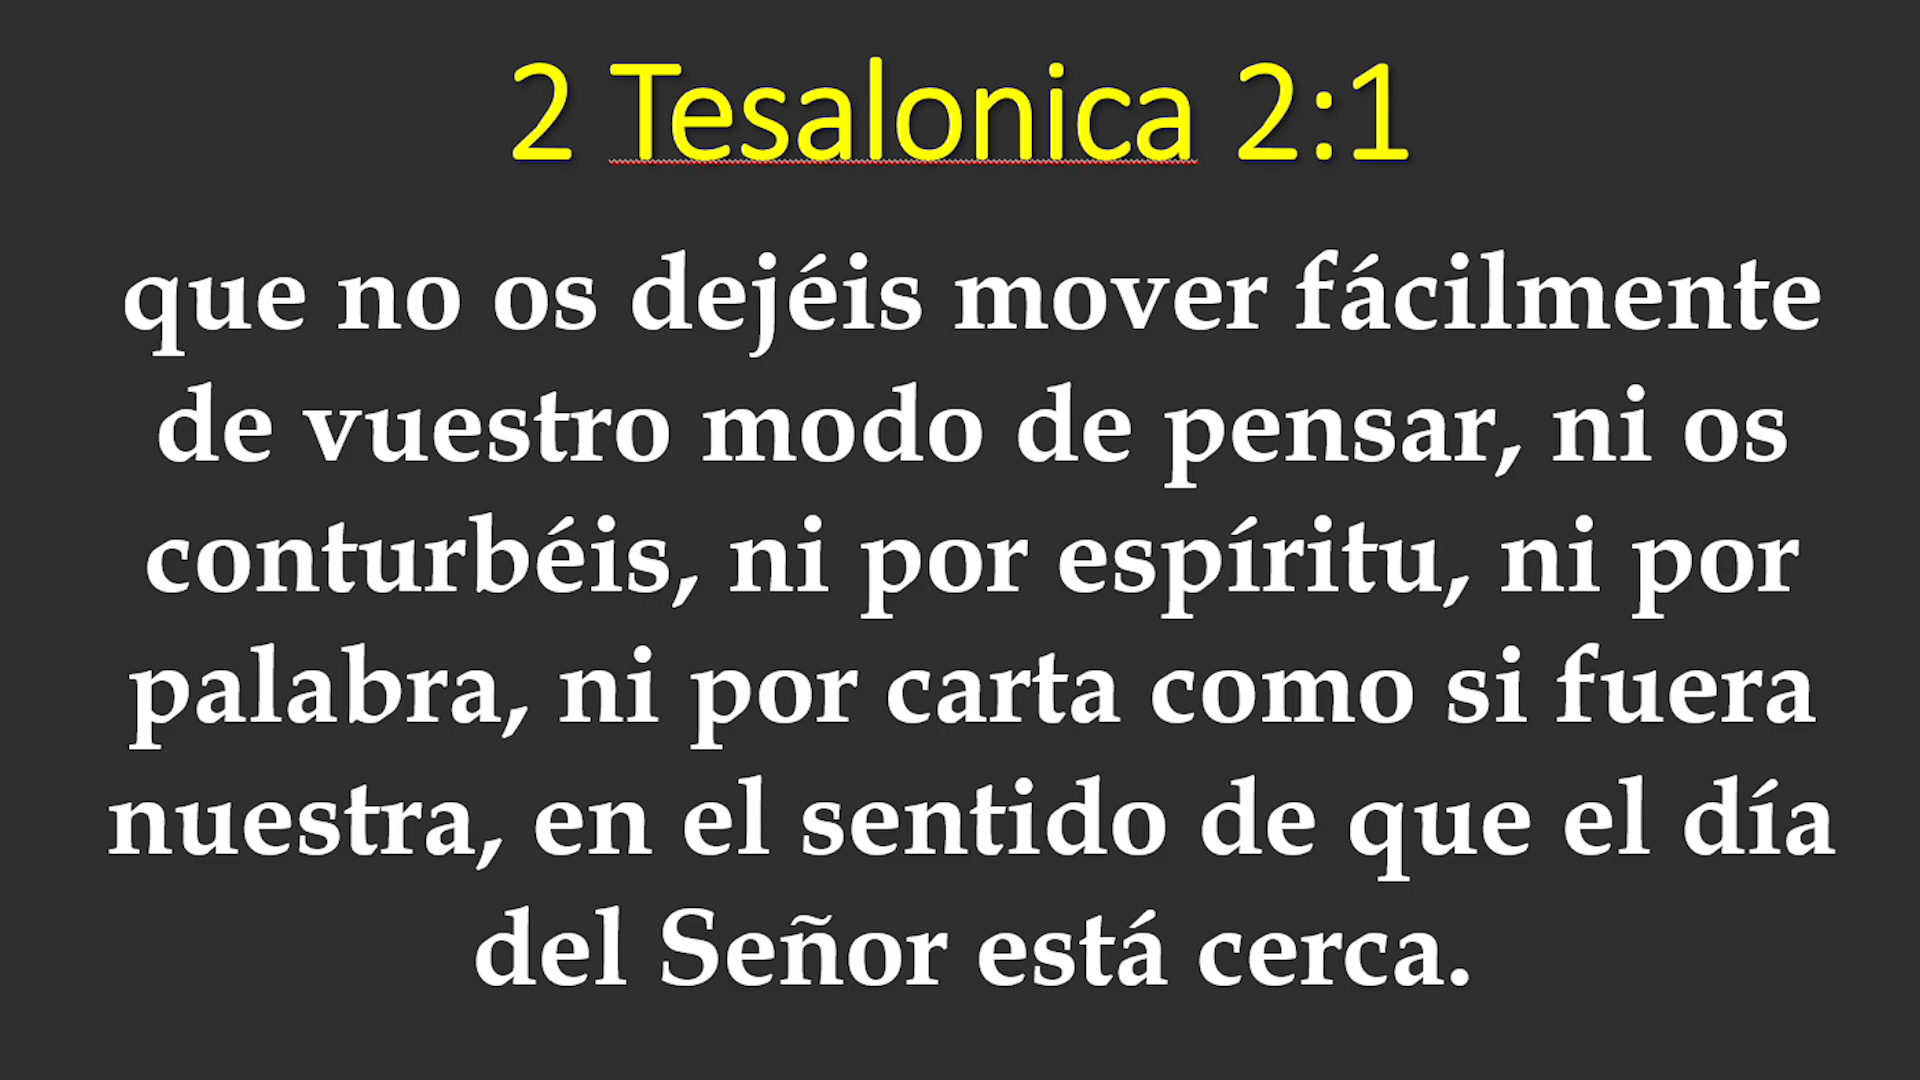 2 Tesalonica 2:1
que no os dejéis mover fácilmente
de vuestro modo de pensar, ni os
conturbéis, ni por espíritu, ni por
palabra, ni por carta como si fuera
nuestra, en el sentido de que el día
del Señor está cerca.